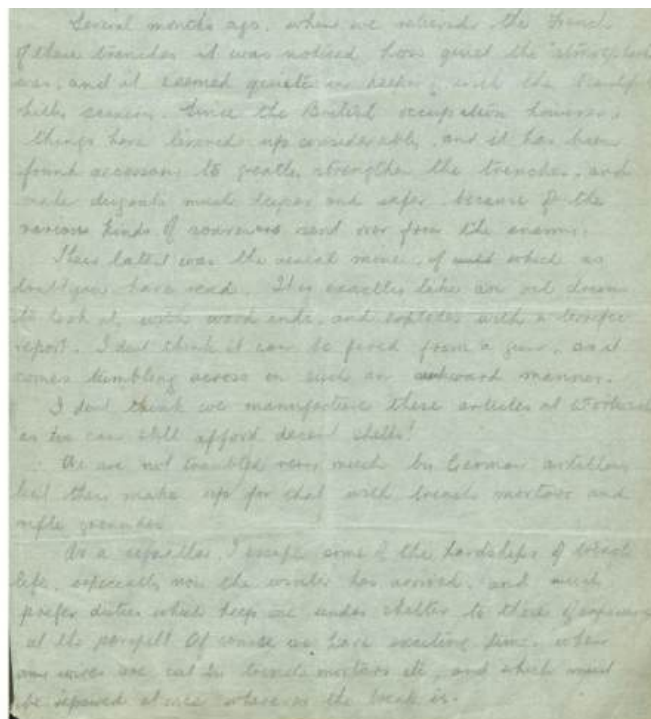 Several months ago, when we relieved the French
of these trenches it was noticed how quiet the
was, and it seemed quite in keeping with the beautiful
season. Since the British occupation however,
things have livened up considerably, and it has been
found necessary to greatly strengthen the trenches, and
make dugouts much deeper and safer because of the
various kinds of souvenirs sent over from the enemy.
Their latest was the aerial mine, of which no
doubt you have read. It is exactly like an oil drum
to look at, with wood ends, and explodes with a terrific
report. I don't think it can be fired from a gun, as it
comes tumbling across in such an awkward manner.
I don't think we manufacture these articles at
as we can still afford decent shells!
We are not troubled very much by German artillery
but they make up for that with trench mortars and
rifle grenades.
As a signaller I escape some of the hardships of trench
life, especially now the winter has arrived, and much
prefer duties which keep me under shelter to those of
at the parapet. Of course we have exciting times when
our wires are cut by trench mortars etc, and which must
be repaired at once where ever the break is.